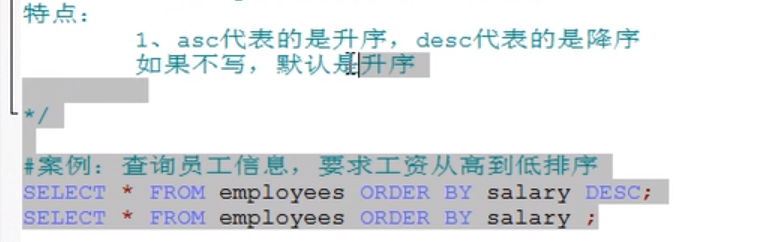 特点:
1、asc代表的是升序，desc代表的是降序
如果不写，默认是升序
*/
#案例：查询员工信息，要求工资从高到低排序
SELECT * FROM employees ORDER BY salary DESC;
SELECT * FROM employees ORDER BY salary ;